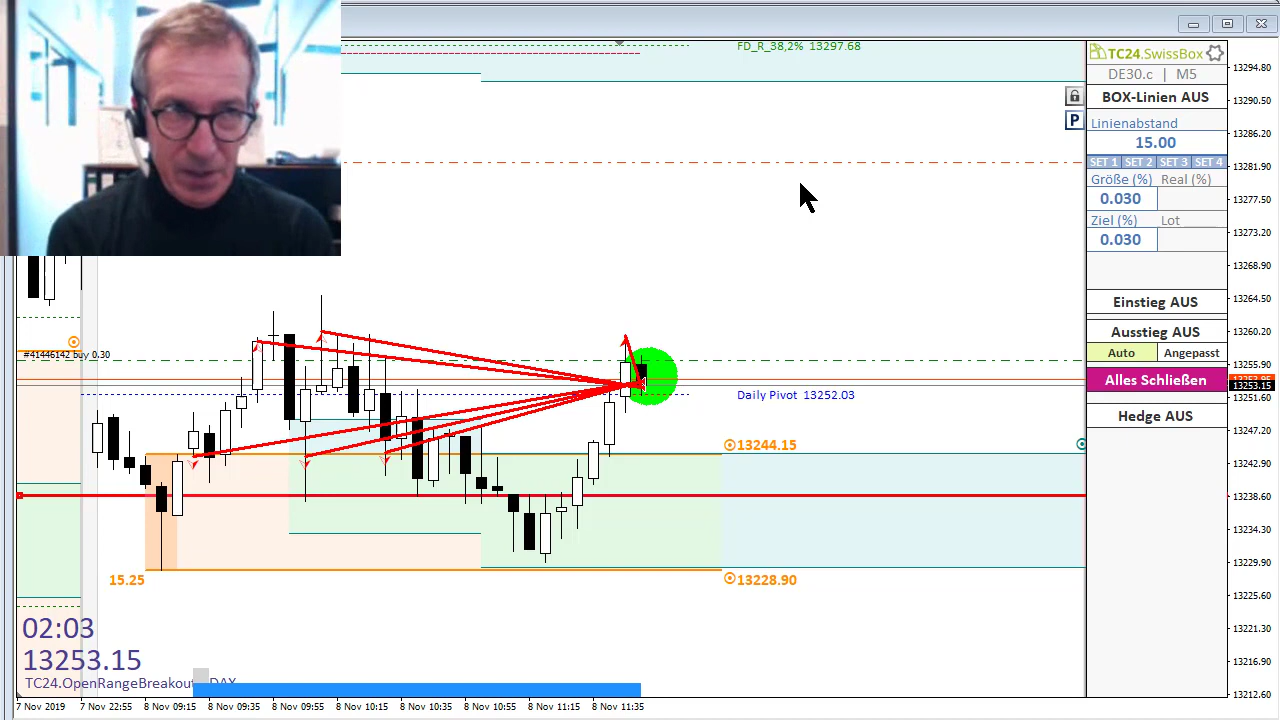 FD_R_38,2% 13297.68
TC24.SwissBox
DE30.c | M5
BOX-Linien AUS
Linienabstand
15.00
SET 1 SET 2 SET 3 SET 4
Größe (%) Real (%)
0.030
Ziel (%) Lot
0.030
Einstieg AUS
Ausstieg AUS
Auto Angepasst
Alles Schließen
Hedge AUS
P
13294.80
13290.50
13286.20
13281.90
13277.50
13273.20
13268.90
13264.50
13260.20
13255.90
13253.15
13251.60
13247.20
13242.90
13238.60
13234.30
13229.90
13225.60
13221.30
13216.90
13212.60
#41446142 buy 0.30
Daily Pivot 13252.03
13244.15
15.25
13228.90
02:03
13253.15
TC24.OpenRangeBreakout DAX
7 Nov 2019 7 Nov 22:55 8 Nov 09:15 8 Nov 09:35 8 Nov 09:55 8 Nov 10:15 8 Nov 10:35 8 Nov 10:55 8 Nov 11:15 8 Nov 11:35